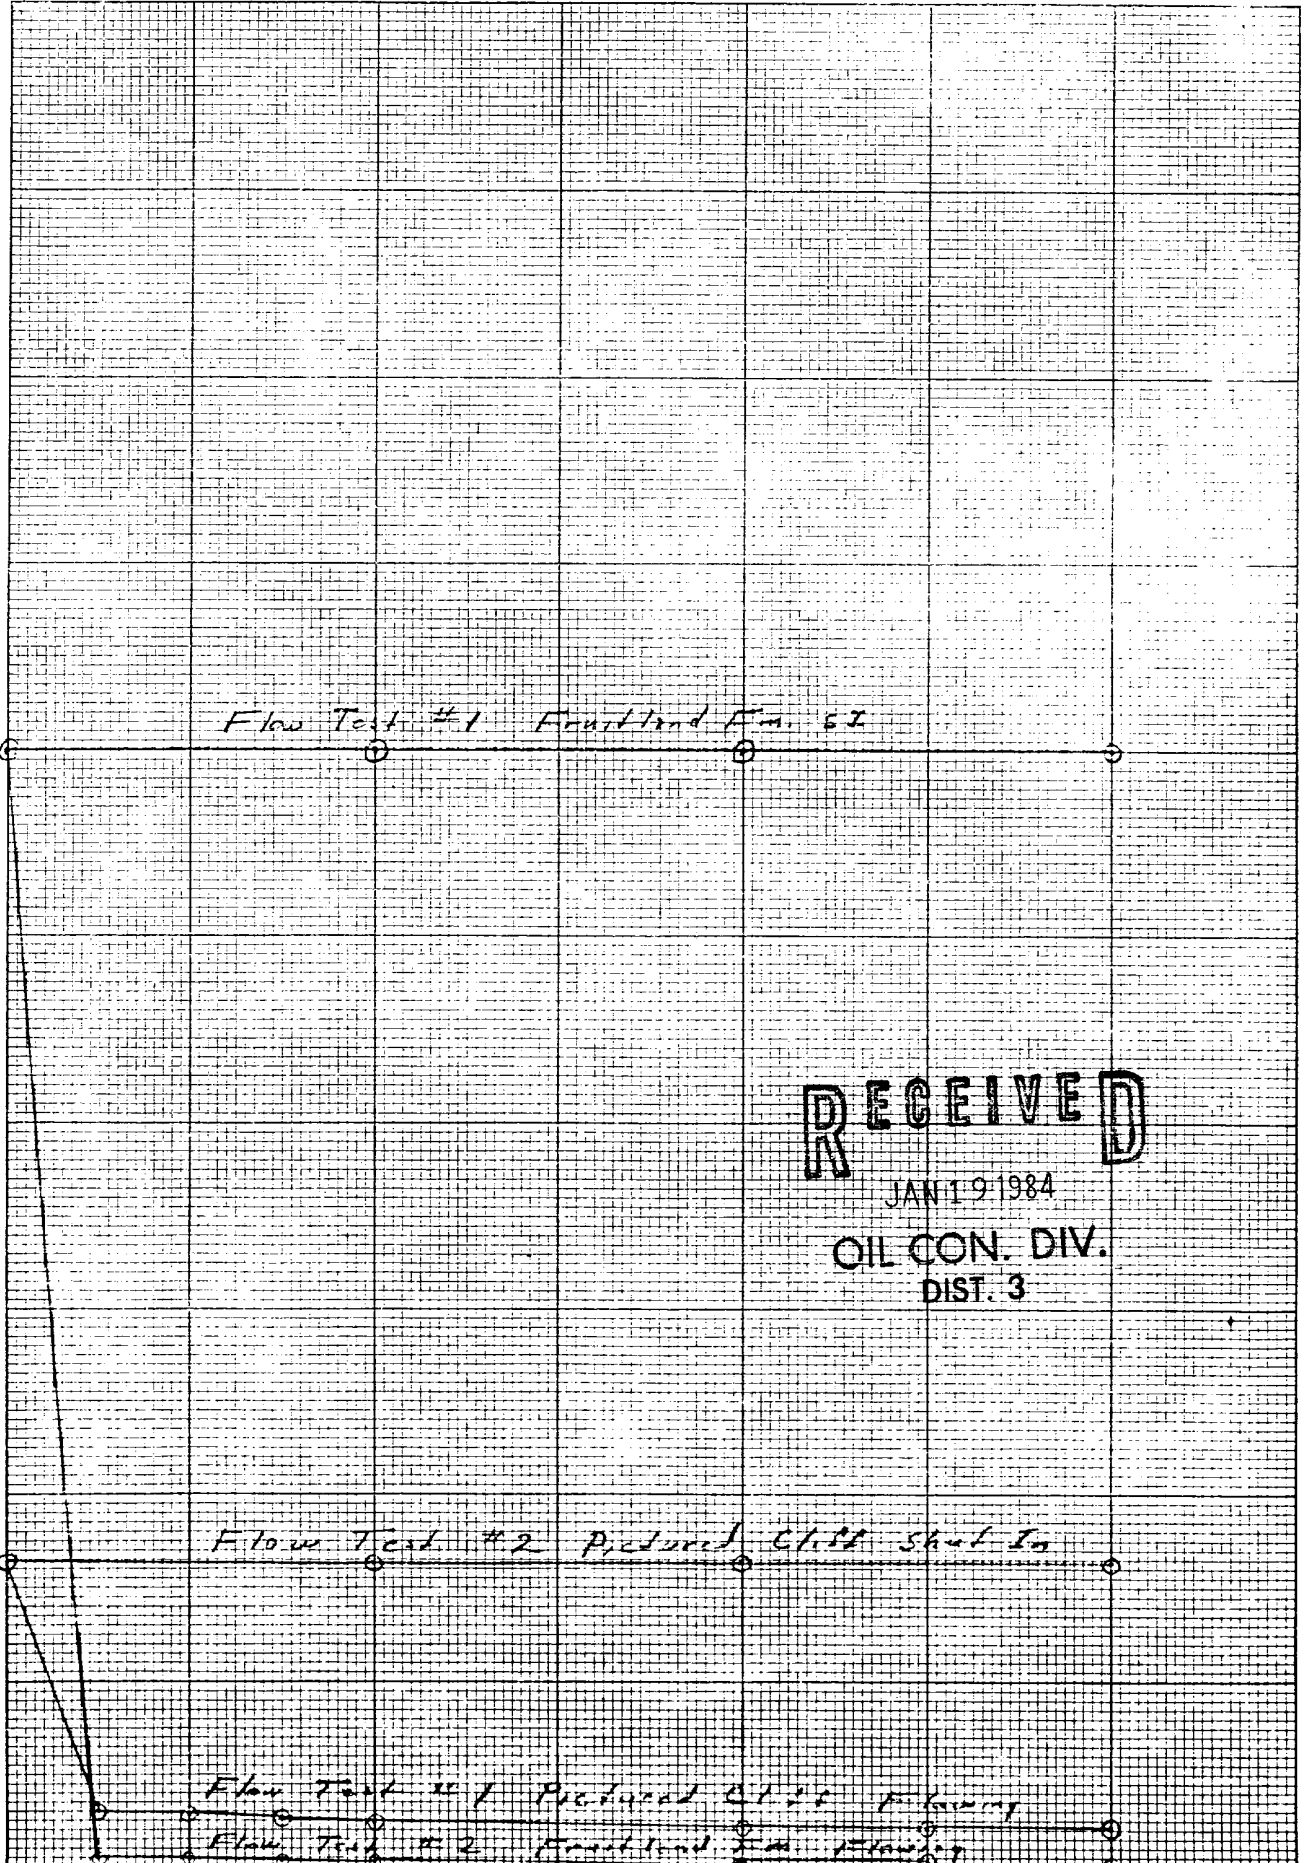 Flow Test #1 Fruitland Fm. SI
RECEIVED
JAN 19 1984
OIL CON. DIV.
DIST. 3
Flow Test #2 Pictured Cliff Shut In
Flow Test #1 Pictured Cliff Flowing
Flow Test #2 Fruitland Fm. Flowing